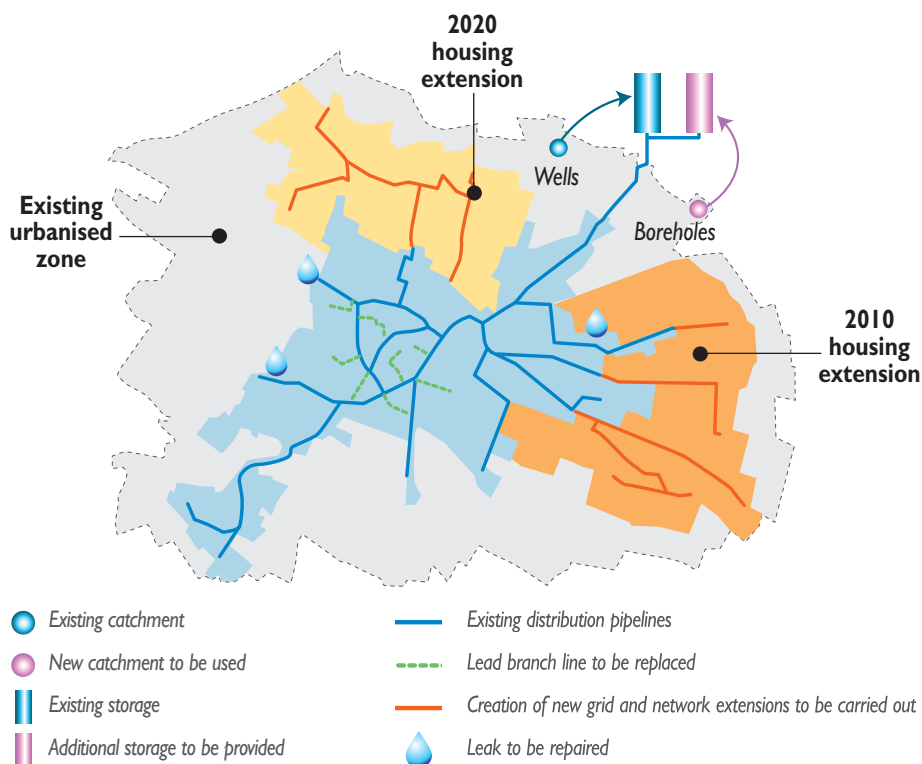 2020
housing
extension
Wells
Boreholes
Existing
urbanised
zone
2010
housing
extension
Existing catchment
New catchment to be used
Existing storage
Additional storage to be provided
Existing distribution pipelines
Lead branch line to be replaced
Creation of new grid and network extensions to be carried out
Leak to be repaired